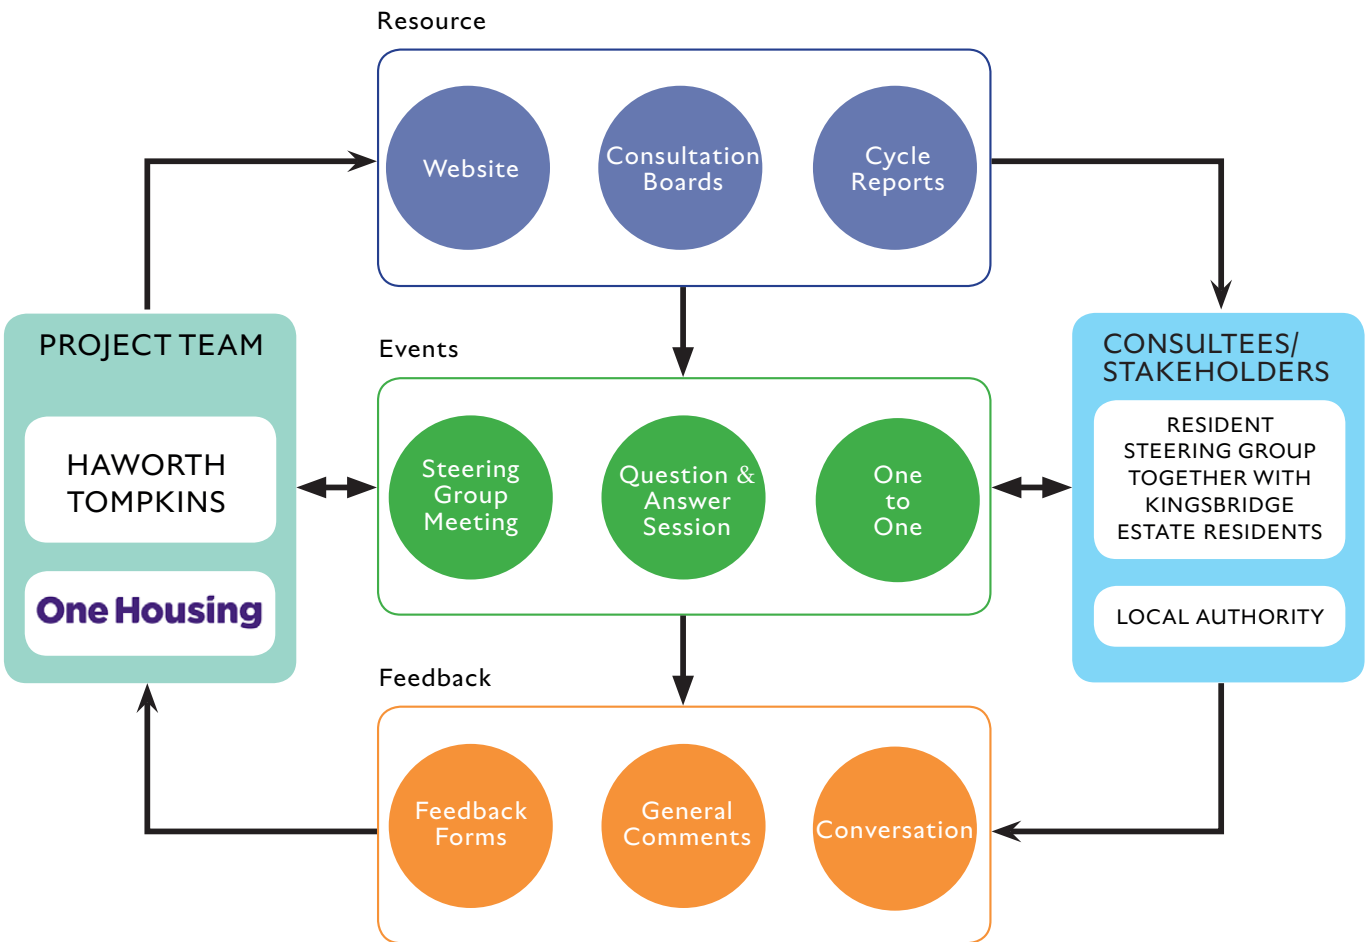 Resource
Website
Consultation
Boards
Cycle
Reports
PROJECT TEAM
HAWORTH
TOMPKINS
One Housing
Events
Steering
Group
Meeting
Question &
Answer
Session
One
to
One
CONSULTEES/
STAKEHOLDERS
RESIDENT
STEERING GROUP
TOGETHER WITH
KINGSBRIDGE
ESTATE RESIDENTS
LOCAL AUTHORITY
Feedback
Feedback
Forms
General
Comments
Conversation